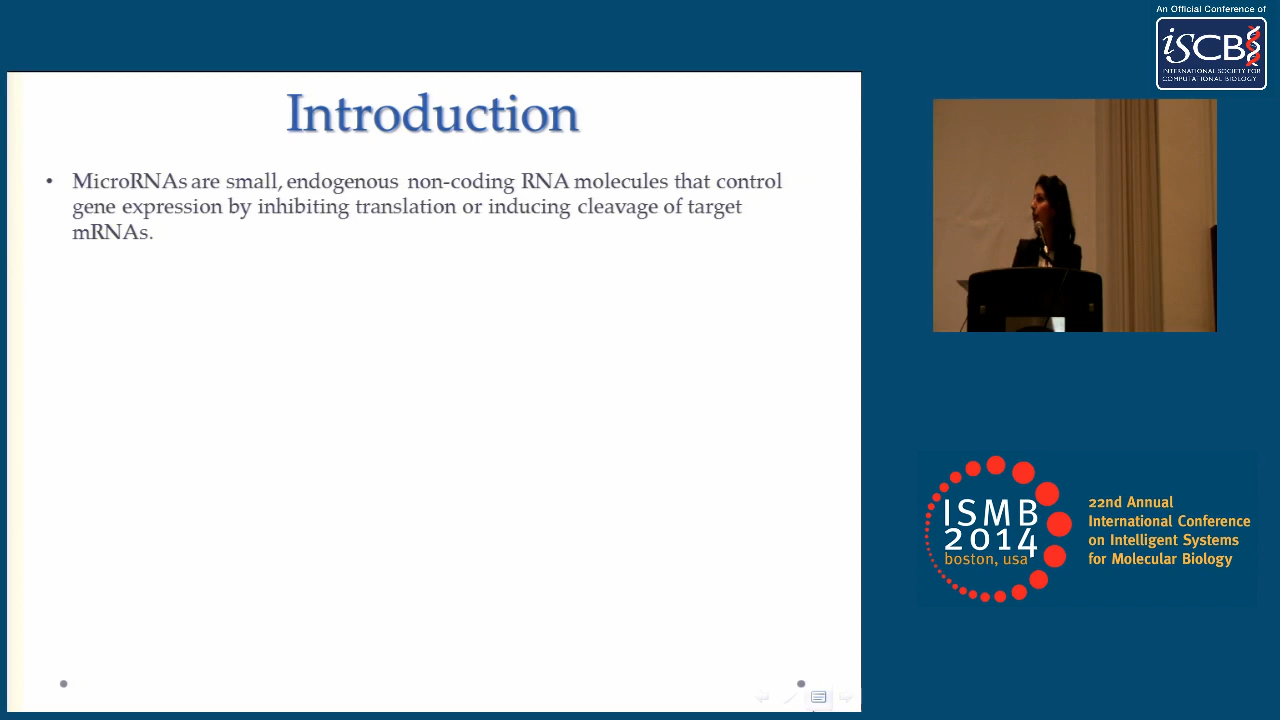 An Official Conference of
iSCB
INTERNATIONAL SOCIETY FOR
COMPUTATIONAL BIOLOGY
Introduction
• MicroRNAs are small, endogenous non-coding RNA molecules that control
gene expression by inhibiting translation or inducing cleavage of target
mRNAs.
ISMB
2014
boston, usa
22nd Annual
International Conference
on Intelligent Systems
for Molecular Biology